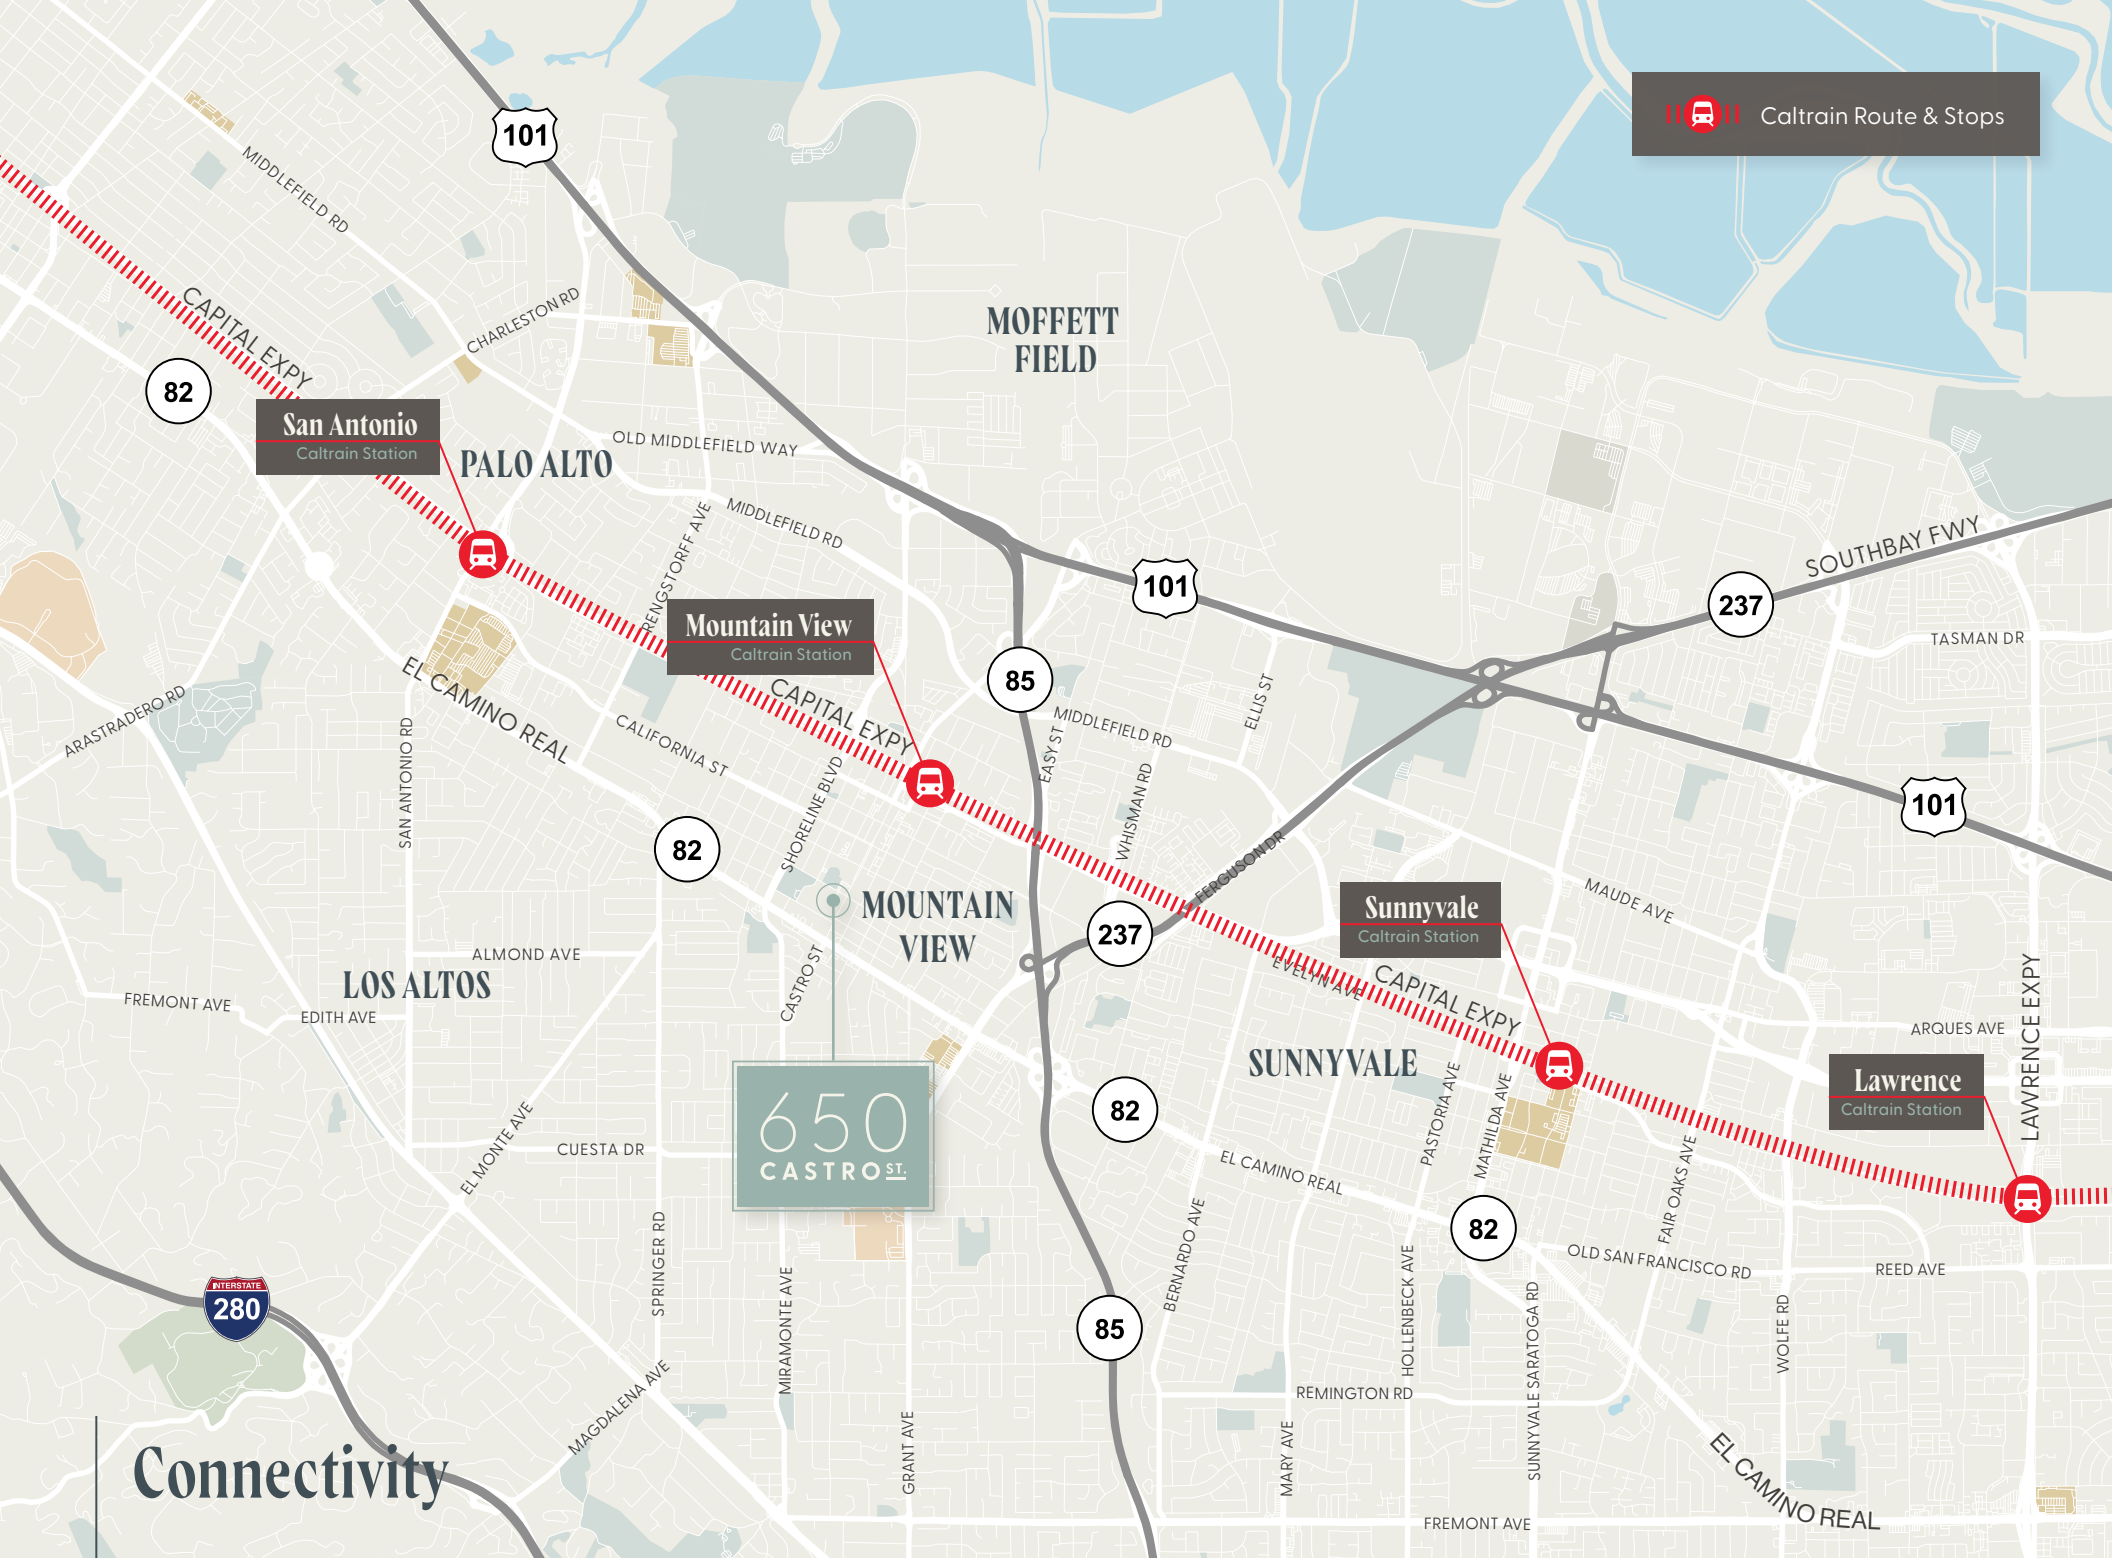 Caltrain Route & Stops
101
MIDDLEFIELD RD
CAPITAL EXPY
CHARLESTON RD
MOFFETT
FIELD
82
San Antonio
Caltrain Station
PALO ALTO
OLD MIDDLEFIELD WAY
MIDDLEFIELD RD
RENGSTORFF AVE
SOUTHBAY FWY
101
237
TASMAN DR
Mountain View
Caltrain Station
85
EL CAMINO REAL
ARASTRADERO RD
CAPITAL EXPY
CALIFORNIA ST
SAN ANTONIO RD
MIDDLEFIELD RD
ELLIS ST
EASY ST
WHISMAN RD
SHORELINE BLVD
101
82
FERGUSON DR
MOUNTAIN
VIEW
237
Sunnyvale
Caltrain Station
MAUDE AVE
ALMOND AVE
LOS ALTOS
FREMONT AVE
EDITH AVE
CASTRO ST
EVELYN AVE
CAPITAL EXPY
ARQUES AVE
LAWRENCE EXPY
SUNNYVALE
Lawrence
Caltrain Station
82
650
CASTRO ST.
EL MONTE AVE
CUESTA DR
PASTORIA AVE
MATHILDA AVE
EL CAMINO REAL
FAIR OAKS AVE
82
OLD SAN FRANCISCO RD
REED AVE
SPRINGER RD
MIRAMONTE AVE
BERNARDO AVE
HOLLENBECK AVE
SUNNYVALE SARATOGA RD
WOLFE RD
INTERSTATE
280
85
REMINGTON RD
MAGDALENA AVE
GRANT AVE
MARY AVE
EL CAMINO REAL
FREMONT AVE
Connectivity